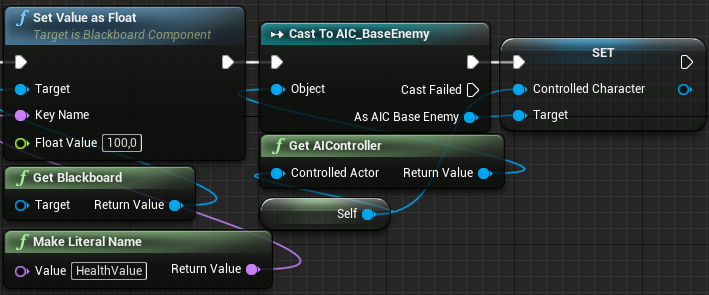 Set Value as Float
Target is Blackboard Component
Target
Key Name
Float Value 100,0
Cast To AIC_BaseEnemy
Object
Cast Failed
As AIC Base Enemy
SET
Controlled Character
Target
Get AIController
Controlled Actor Return Value
Get Blackboard
Target Return Value
Self
Make Literal Name
Value HealthValue Return Value